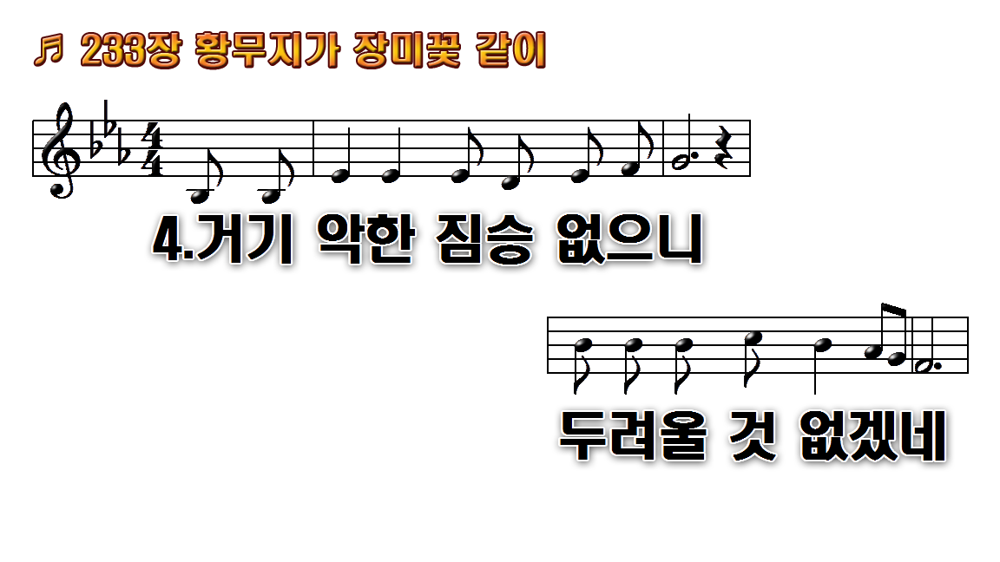 ♬ 233장 황무지가 장미꽃 같이
4.거기 악한 짐승 없으니
두려울 것 없겠네